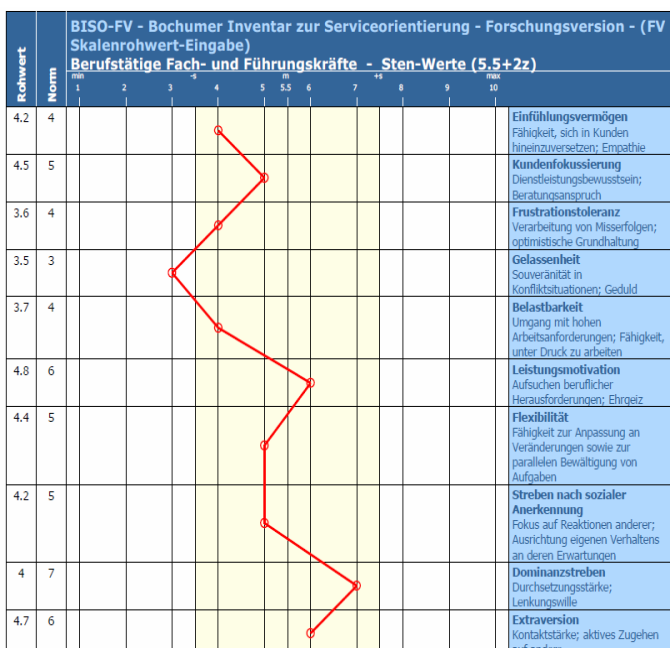 BISO-FV - Bochumer Inventar zur Serviceorientierung - Forschungsversion - (FV
Skalenrohwert-Eingabe)
Berufstätige Fach- und Führungskräfte - Sten-Werte (5.5+2z)
Rohwert
Norm
min -s m +s max
1 2 3 4 5 5.5 6 7 8 9 10
4.2 4
Einfühlungsvermögen
Fähigkeit, sich in Kunden
hineinzuversetzen; Empathie
4.5 5
Kundenfokussierung
Dienstleistungsbewusstsein;
Beratungsanspruch
3.6 4
Frustrationstoleranz
Verarbeitung von Misserfolgen;
optimistische Grundhaltung
3.5 3
Gelassenheit
Souveränität in
Konfliktsituationen; Geduld
3.7 4
Belastbarkeit
Umgang mit hohen
Arbeitsanforderungen; Fähigkeit,
unter Druck zu arbeiten
4.8 6
Leistungsmotivation
Aufsuchen beruflicher
Herausforderungen; Ehrgeiz
4.4 5
Flexibilität
Fähigkeit zur Anpassung an
Veränderungen sowie zur
parallelen Bewältigung von
Aufgaben
4.2 5
Streben nach sozialer
Anerkennung
Fokus auf Reaktionen anderer;
Ausrichtung eigenen Verhaltens
an deren Erwartungen
4 7
Dominanzstreben
Durchsetzungsstärke;
Lenkungswille
4.7 6
Extraversion
Kontaktstärke; aktives Zugehen